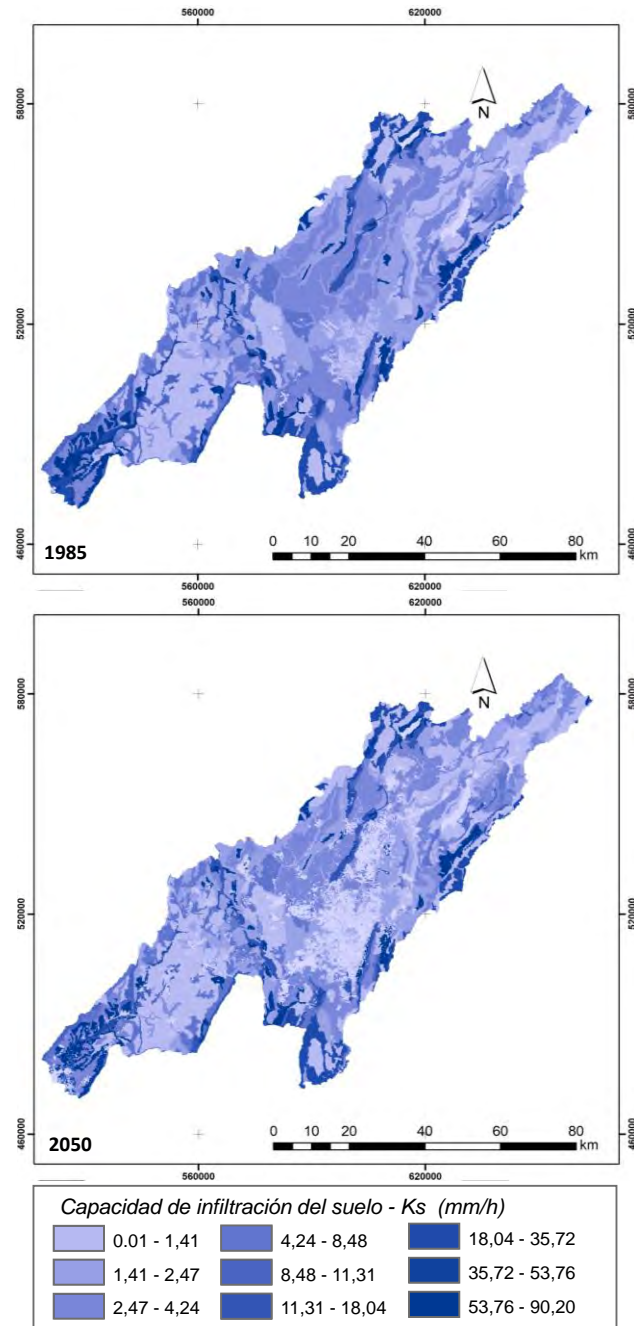 560000 620000
580000 580000
N
520000 520000
460000 460000
1985
0 10 20 40 60 80
km
560000 620000
560000 620000
580000 580000
N
520000 520000
460000 460000
2050
0 10 20 40 60 80
km
560000 620000
Capacidad de infiltración del suelo - Ks (mm/h)
0.01 - 1,41 4,24 - 8,48 18,04 - 35,72
1,41 - 2,47 8,48 - 11,31 35,72 - 53,76
2,47 - 4,24 11,31 - 18,04 53,76 - 90,20